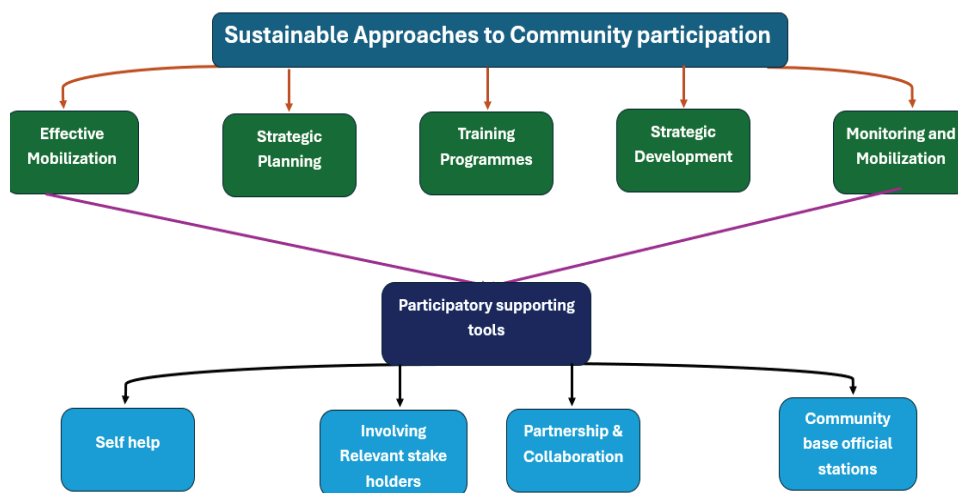 Sustainable Approaches to Community participation
Effective
Mobilization
Strategic
Planning
Training
Programmes
Strategic
Development
Monitoring and
Mobilization
Participatory supporting
tools
Self help
Involving
Relevant stake
holders
Partnership &
Collaboration
Community
base official
stations